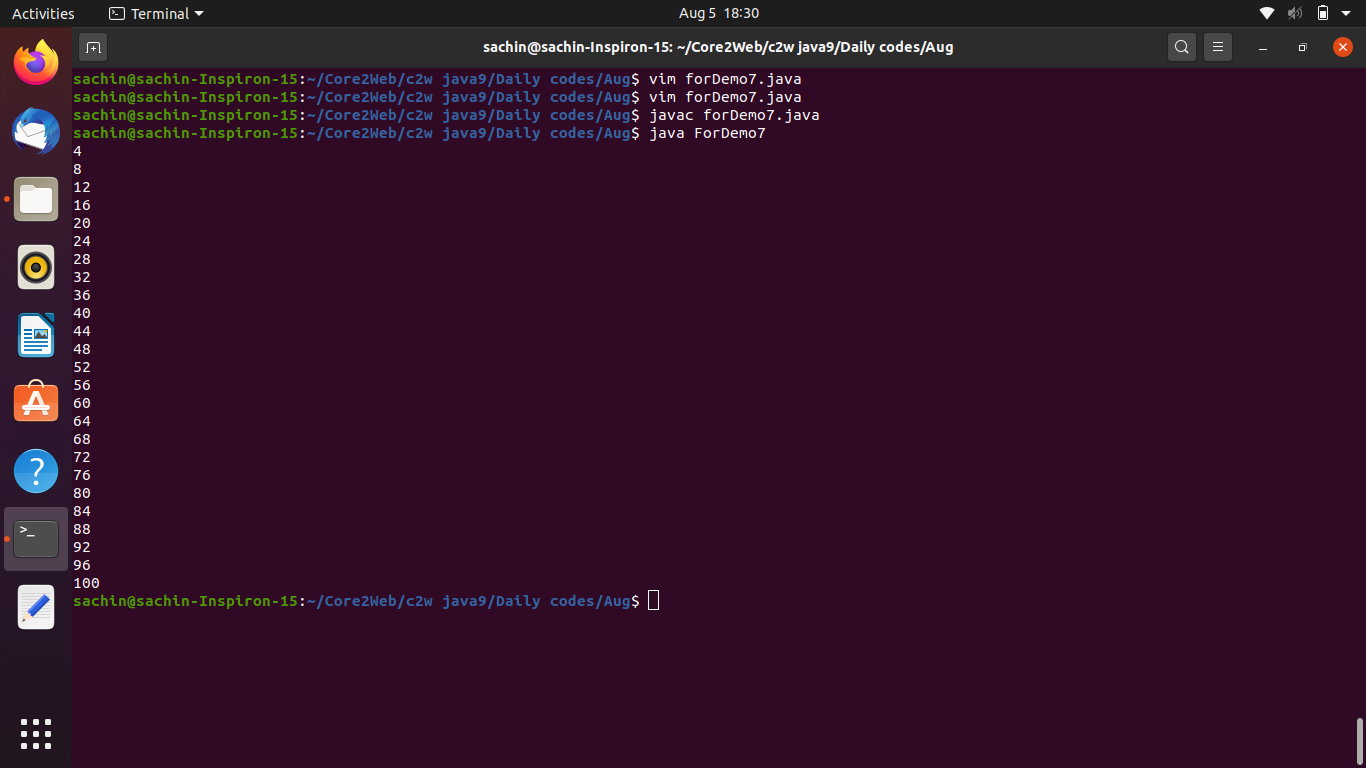 Activities
Terminal
Aug 5 18:30
sachin@sachin-Inspiron-15: ~/Core2Web/c2w java9/Daily codes/Aug
sachin@sachin-Inspiron-15:~/Core2Web/c2w java9/Daily codes/Aug$ vim forDemo7.java
sachin@sachin-Inspiron-15:~/Core2Web/c2w java9/Daily codes/Aug$ vim forDemo7.java
sachin@sachin-Inspiron-15:~/Core2Web/c2w java9/Daily codes/Aug$ javac forDemo7.java
sachin@sachin-Inspiron-15:~/Core2Web/c2w java9/Daily codes/Aug$ java ForDemo7
4
8
12
16
20
24
28
32
36
40
44
48
52
56
60
64
68
72
76
80
84
88
92
96
100
sachin@sachin-Inspiron-15:~/Core2Web/c2w java9/Daily codes/Aug$